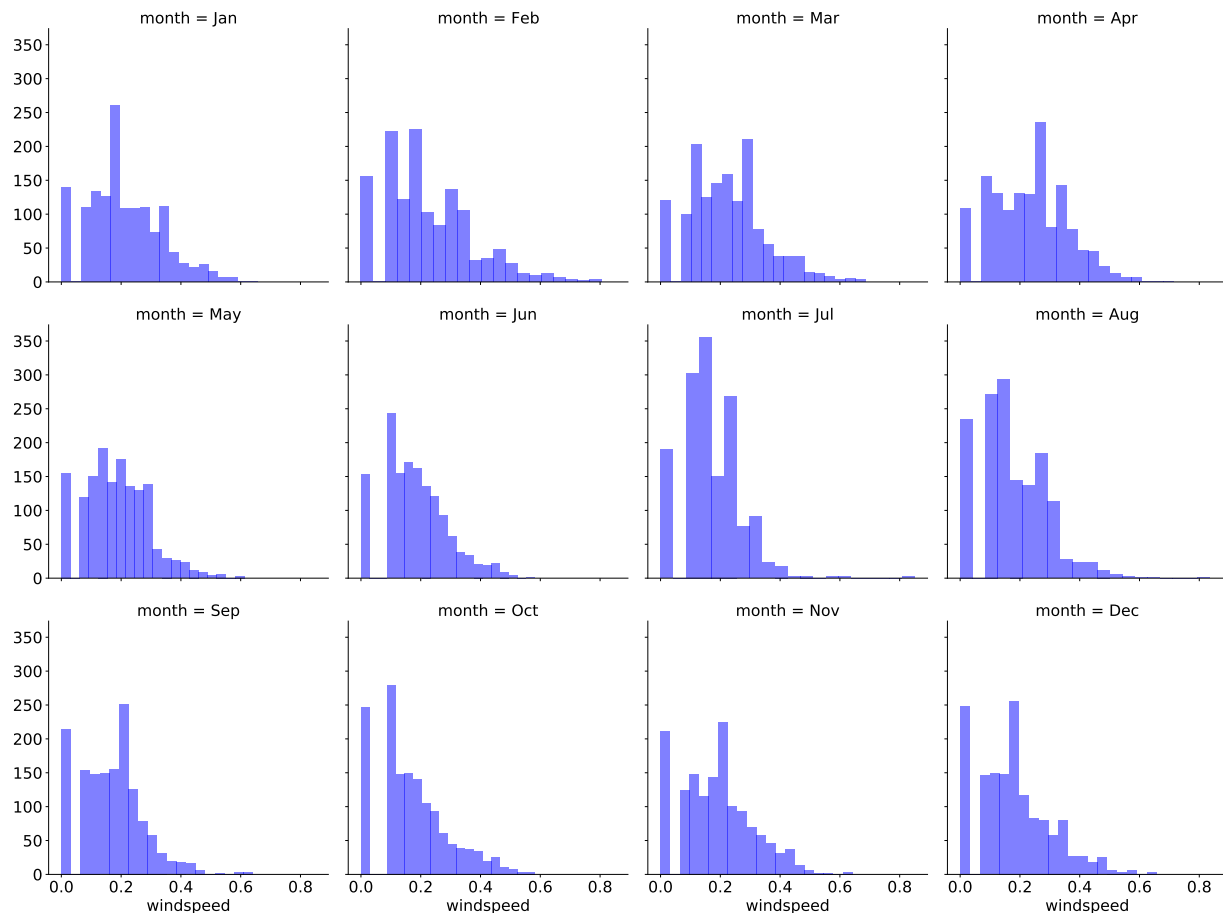 month = Jan
month = Feb
month = Mar
month = Apr
350
300
250
200
150
100
50
0
month = May
month = Jun
month = Jul
month = Aug
350
300
250
200
150
100
50
0
month = Sep
month = Oct
month = Nov
month = Dec
350
300
250
200
150
100
50
0
0.0 0.2 0.4 0.6 0.8
0.0 0.2 0.4 0.6 0.8
0.0 0.2 0.4 0.6 0.8
0.0 0.2 0.4 0.6 0.8
windspeed
windspeed
windspeed
windspeed